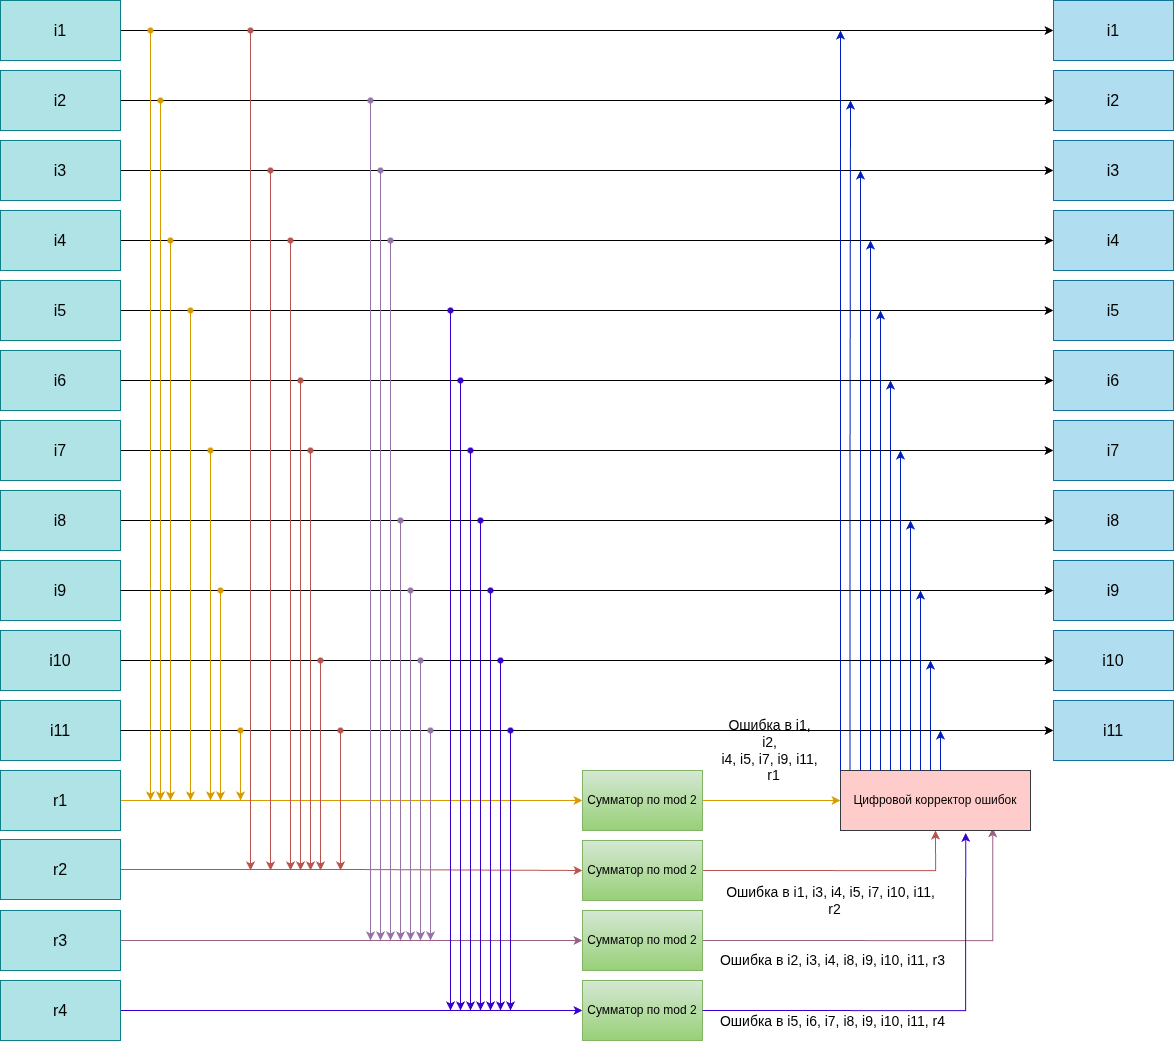 i1
i1
i2
i2
i3
i3
i4
i4
i5
i5
i6
i6
i7
i7
i8
i8
i9
i9
i10
i10
i11
i11
Ошибка в i1,
i2,
i4, i5, i7, i9, i11,
r1
r1
Сумматор по mod 2
Цифровой корректор ошибок
r2
Сумматор по mod 2
Ошибка в i1, i3, i4, i5, i7, i10, i11,
r2
r3
Сумматор по mod 2
Ошибка в i2, i3, i4, i8, i9, i10, i11, r3
r4
Сумматор по mod 2
Ошибка в i5, i6, i7, i8, i9, i10, i11, r4